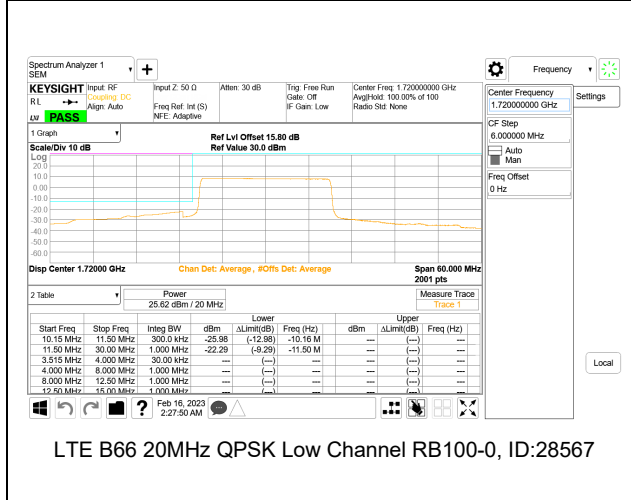 Spectrum Analyzer 1
SEM
+
Frequency
KEYSIGHT Input: RF Input Z: 50 Ω Atten: 30 dB Trig: Free Run Center Freq: 1.720000000 GHz
RL Coupling: DC Gate: Off Avg|Hold: 100.00% of 100
Align: Auto Freq Ref: Int (S) IF Gain: Low Radio Std: None
LXI PASS NFE: Adaptive
Center Frequency
1.720000000 GHz
Settings
CF Step
6.000000 MHz
Auto
Man
Freq Offset
0 Hz
1 Graph Ref Lvl Offset 15.80 dB
Scale/Div 10 dB Ref Value 30.0 dBm
Log
20.0
10.0
0.00
-10.0
-20.0
-30.0
-40.0
-50.0
-60.0
Disp Center 1.72000 GHz Chan Det: Average, #Offs Det: Average Span 60.000 MHz
2001 pts
2 Table Power Measure Trace
25.62 dBm / 20 MHz Trace 1
Lower Upper
Start Freq Stop Freq Integ BW dBm ΔLimit(dB) Freq (Hz) dBm ΔLimit(dB) Freq (Hz)
10.15 MHz 11.50 MHz 300.0 kHz -25.98 (-12.98) -10.16 M --- (---) ---
11.50 MHz 30.00 MHz 1.000 MHz -22.29 (-9.29) -11.50 M --- (---) ---
3.515 MHz 4.000 MHz 30.00 kHz --- (---) --- --- (---) ---
4.000 MHz 8.000 MHz 1.000 MHz --- (---) --- --- (---) ---
8.000 MHz 12.50 MHz 1.000 MHz --- (---) --- --- (---) ---
12.50 MHz 15.00 MHz 1.000 MHz --- (---) --- --- (---) ---
Local
? Feb 16, 2023
2:27:50 AM
LTE B66 20MHz QPSK Low Channel RB100-0, ID:28567